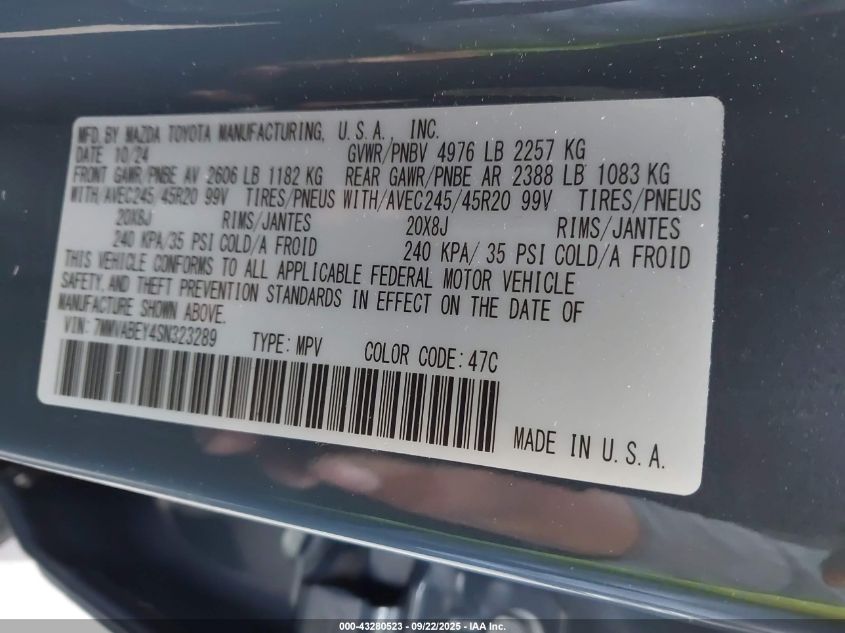 MFD. BY MAZDA TOYOTA MANUFACTURING, U.S.A., INC.
DATE 10/24 GVWR/PNBV 4976 LB 2257 KG
FRONT GAWR/PNBE AV 2606 LB 1182 KG REAR GAWR/PNBE AR 2388 LB 1083 KG
WITH/AVEC245/45R20 99V TIRES/PNEUS WITH/AVEC245/45R20 99V TIRES/PNEUS
20X8J RIMS/JANTES 20X8J RIMS/JANTES
240 KPA/35 PSI COLD/A FROID 240 KPA/ 35 PSI COLD/A FROID
THIS VEHICLE CONFORMS TO ALL APPLICABLE FEDERAL MOTOR VEHICLE
SAFETY, AND THEFT PREVENTION STANDARDS IN EFFECT ON THE DATE OF
MANUFACTURE SHOWN ABOVE.
VIN: 7MMVABEY4SN323289 TYPE: MPV COLOR CODE: 47C
MADE IN U.S.A.
000-43280523 - 09/22/2025 - IAA, Inc.